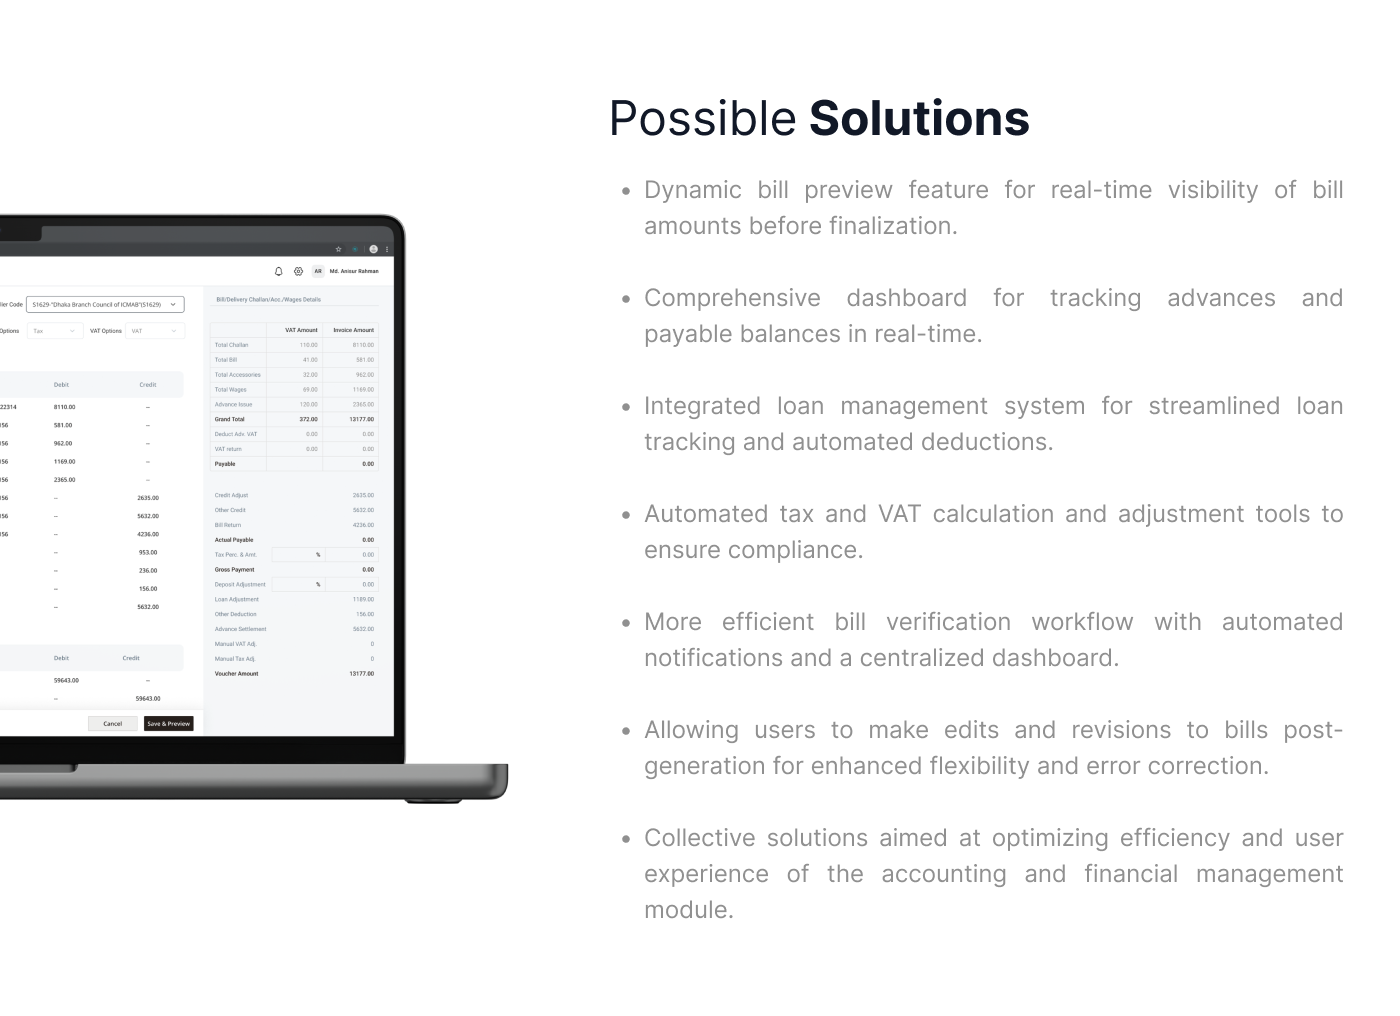 Possible Solutions
• Dynamic bill preview feature for real-time visibility of bill
amounts before finalization.
• Comprehensive dashboard for tracking advances and
payable balances in real-time.
• Integrated loan management system for streamlined loan
tracking and automated deductions.
• Automated tax and VAT calculation and adjustment tools to
ensure compliance.
• More efficient bill verification workflow with automated
notifications and a centralized dashboard.
• Allowing users to make edits and revisions to bills post-
generation for enhanced flexibility and error correction.
• Collective solutions aimed at optimizing efficiency and user
experience of the accounting and financial management
module.
AR Md. Anisur Rahman
lier Code S1629-"Dhaka Branch Council of ICMAB"(S1629)
Options Tax VAT Options VAT
Debit Credit
22314 8110.00 --
156 581.00 --
156 962.00 --
156 1169.00 --
156 2365.00 --
156 -- 2635.00
156 -- 5632.00
156 -- 4236.00
-- 953.00
-- 236.00
-- 156.00
-- 5632.00
Debit Credit
59643.00 --
-- 59643.00
Cancel Save & Preview
Bill/Delivery Challan/Acc./Wages Details
VAT Amount Invoice Amount
Total Challan 110.00 8110.00
Total Bill 41.00 581.00
Total Accessories 32.00 962.00
Total Wages 69.00 1169.00
Advance Issue 120.00 2365.00
Grand Total 372.00 13177.00
Deduct Adv. VAT 0.00 0.00
VAT return 0.00 0.00
Payable 0.00
Credit Adjust 2635.00
Other Credit 5632.00
Bill Return 4236.00
Actual Payable 0.00
Tax Perc. & Amt. % 0.00
Gross Payment 0.00
Deposit Adjustment % 0.00
Loan Adjustment 1189.00
Other Deduction 156.00
Advance Settlement 5632.00
Manual VAT Adj. 0
Manual Tax Adj. 0
Voucher Amount 13177.00